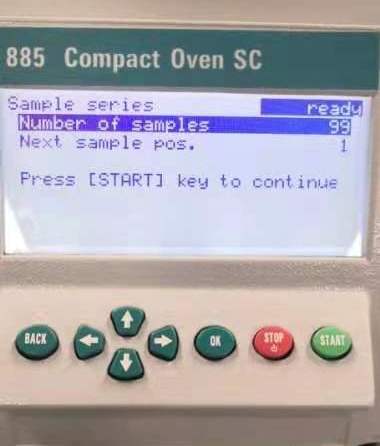 885 Compact Oven SC
Sample series ready
Number of samples 99
Next sample pos. 1
Press [START] key to continue
BACK
OK
STOP
START